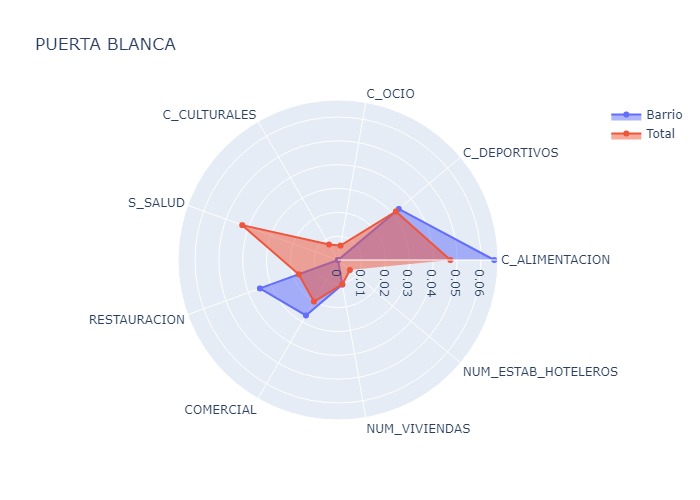 PUERTA BLANCA
C_OCIO
C_CULTURALES
Barrio
Total
C_DEPORTIVOS
S_SALUD
C_ALIMENTACION
0
0.01
0.02
0.03
0.04
0.05
0.06
RESTAURACION
NUM_ESTAB_HOTELEROS
COMERCIAL
NUM_VIVIENDAS